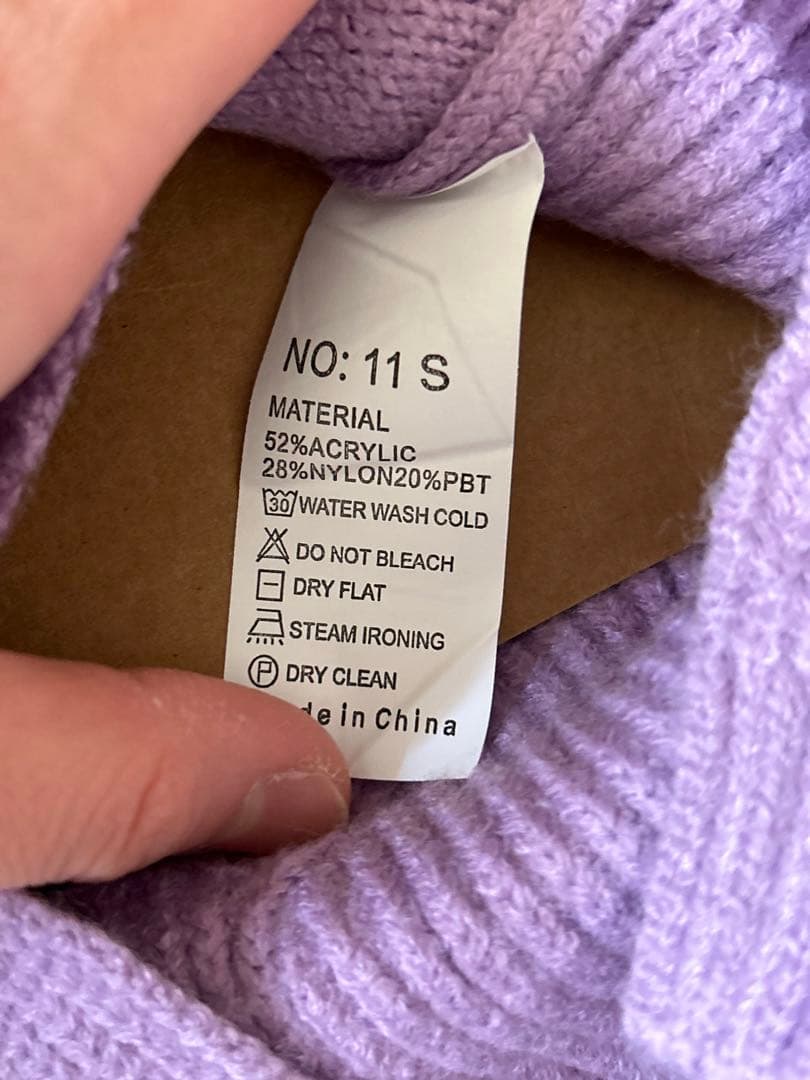 NO: 11 S
MATERIAL
52%ACRYLIC
28%NYLON20%PBT
30 WATER WASH COLD
DO NOT BLEACH
DRY FLAT
STEAM IRONING
P DRY CLEAN
de in China